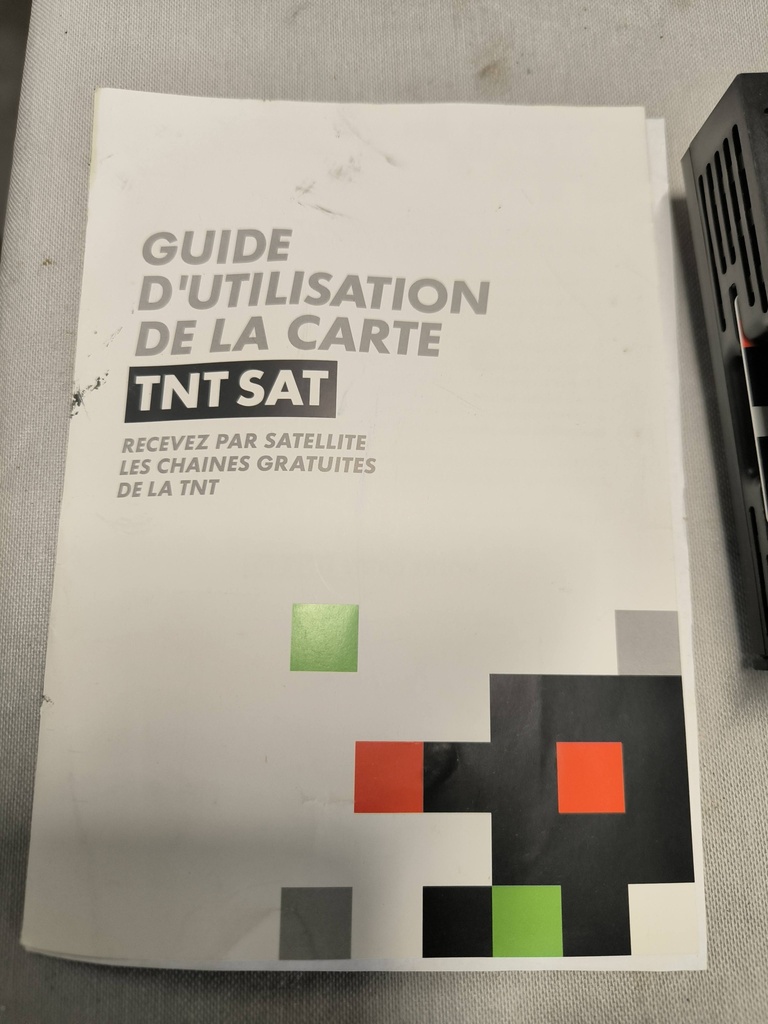 GUIDE
D'UTILISATION
DE LA CARTE
TNT SAT
RECEVEZ PAR SATELLITE
LES CHAINES GRATUITES
DE LA TNT